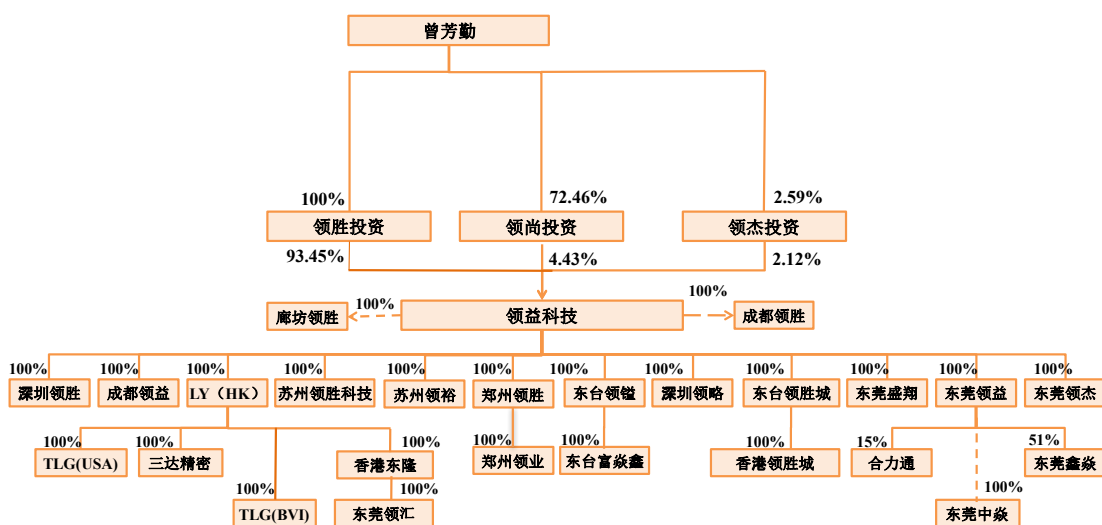 曾芳勤
100% 72.46% 2.59%
领胜投资 领尚投资 领杰投资
93.45% 4.43% 2.12%
100% 100%
廊坊领胜 领益科技 成都领胜
100% 100% 100% 100% 100% 100% 100% 100% 100% 100% 100% 100%
深圳领胜 成都领益 LY（HK） 苏州领胜科技 苏州领裕 郑州领胜 东台领镒 深圳领略 东台领胜城 东莞盛翔 东莞领益 东莞领杰
100% 100% 100% 100% 100% 100% 15% 51%
TLG(USA) 三达精密 香港东隆 郑州领业 东台富焱鑫 香港领胜城 合力通 东莞鑫焱
100% 100% 100%
TLG(BVI) 东莞领汇 东莞中焱